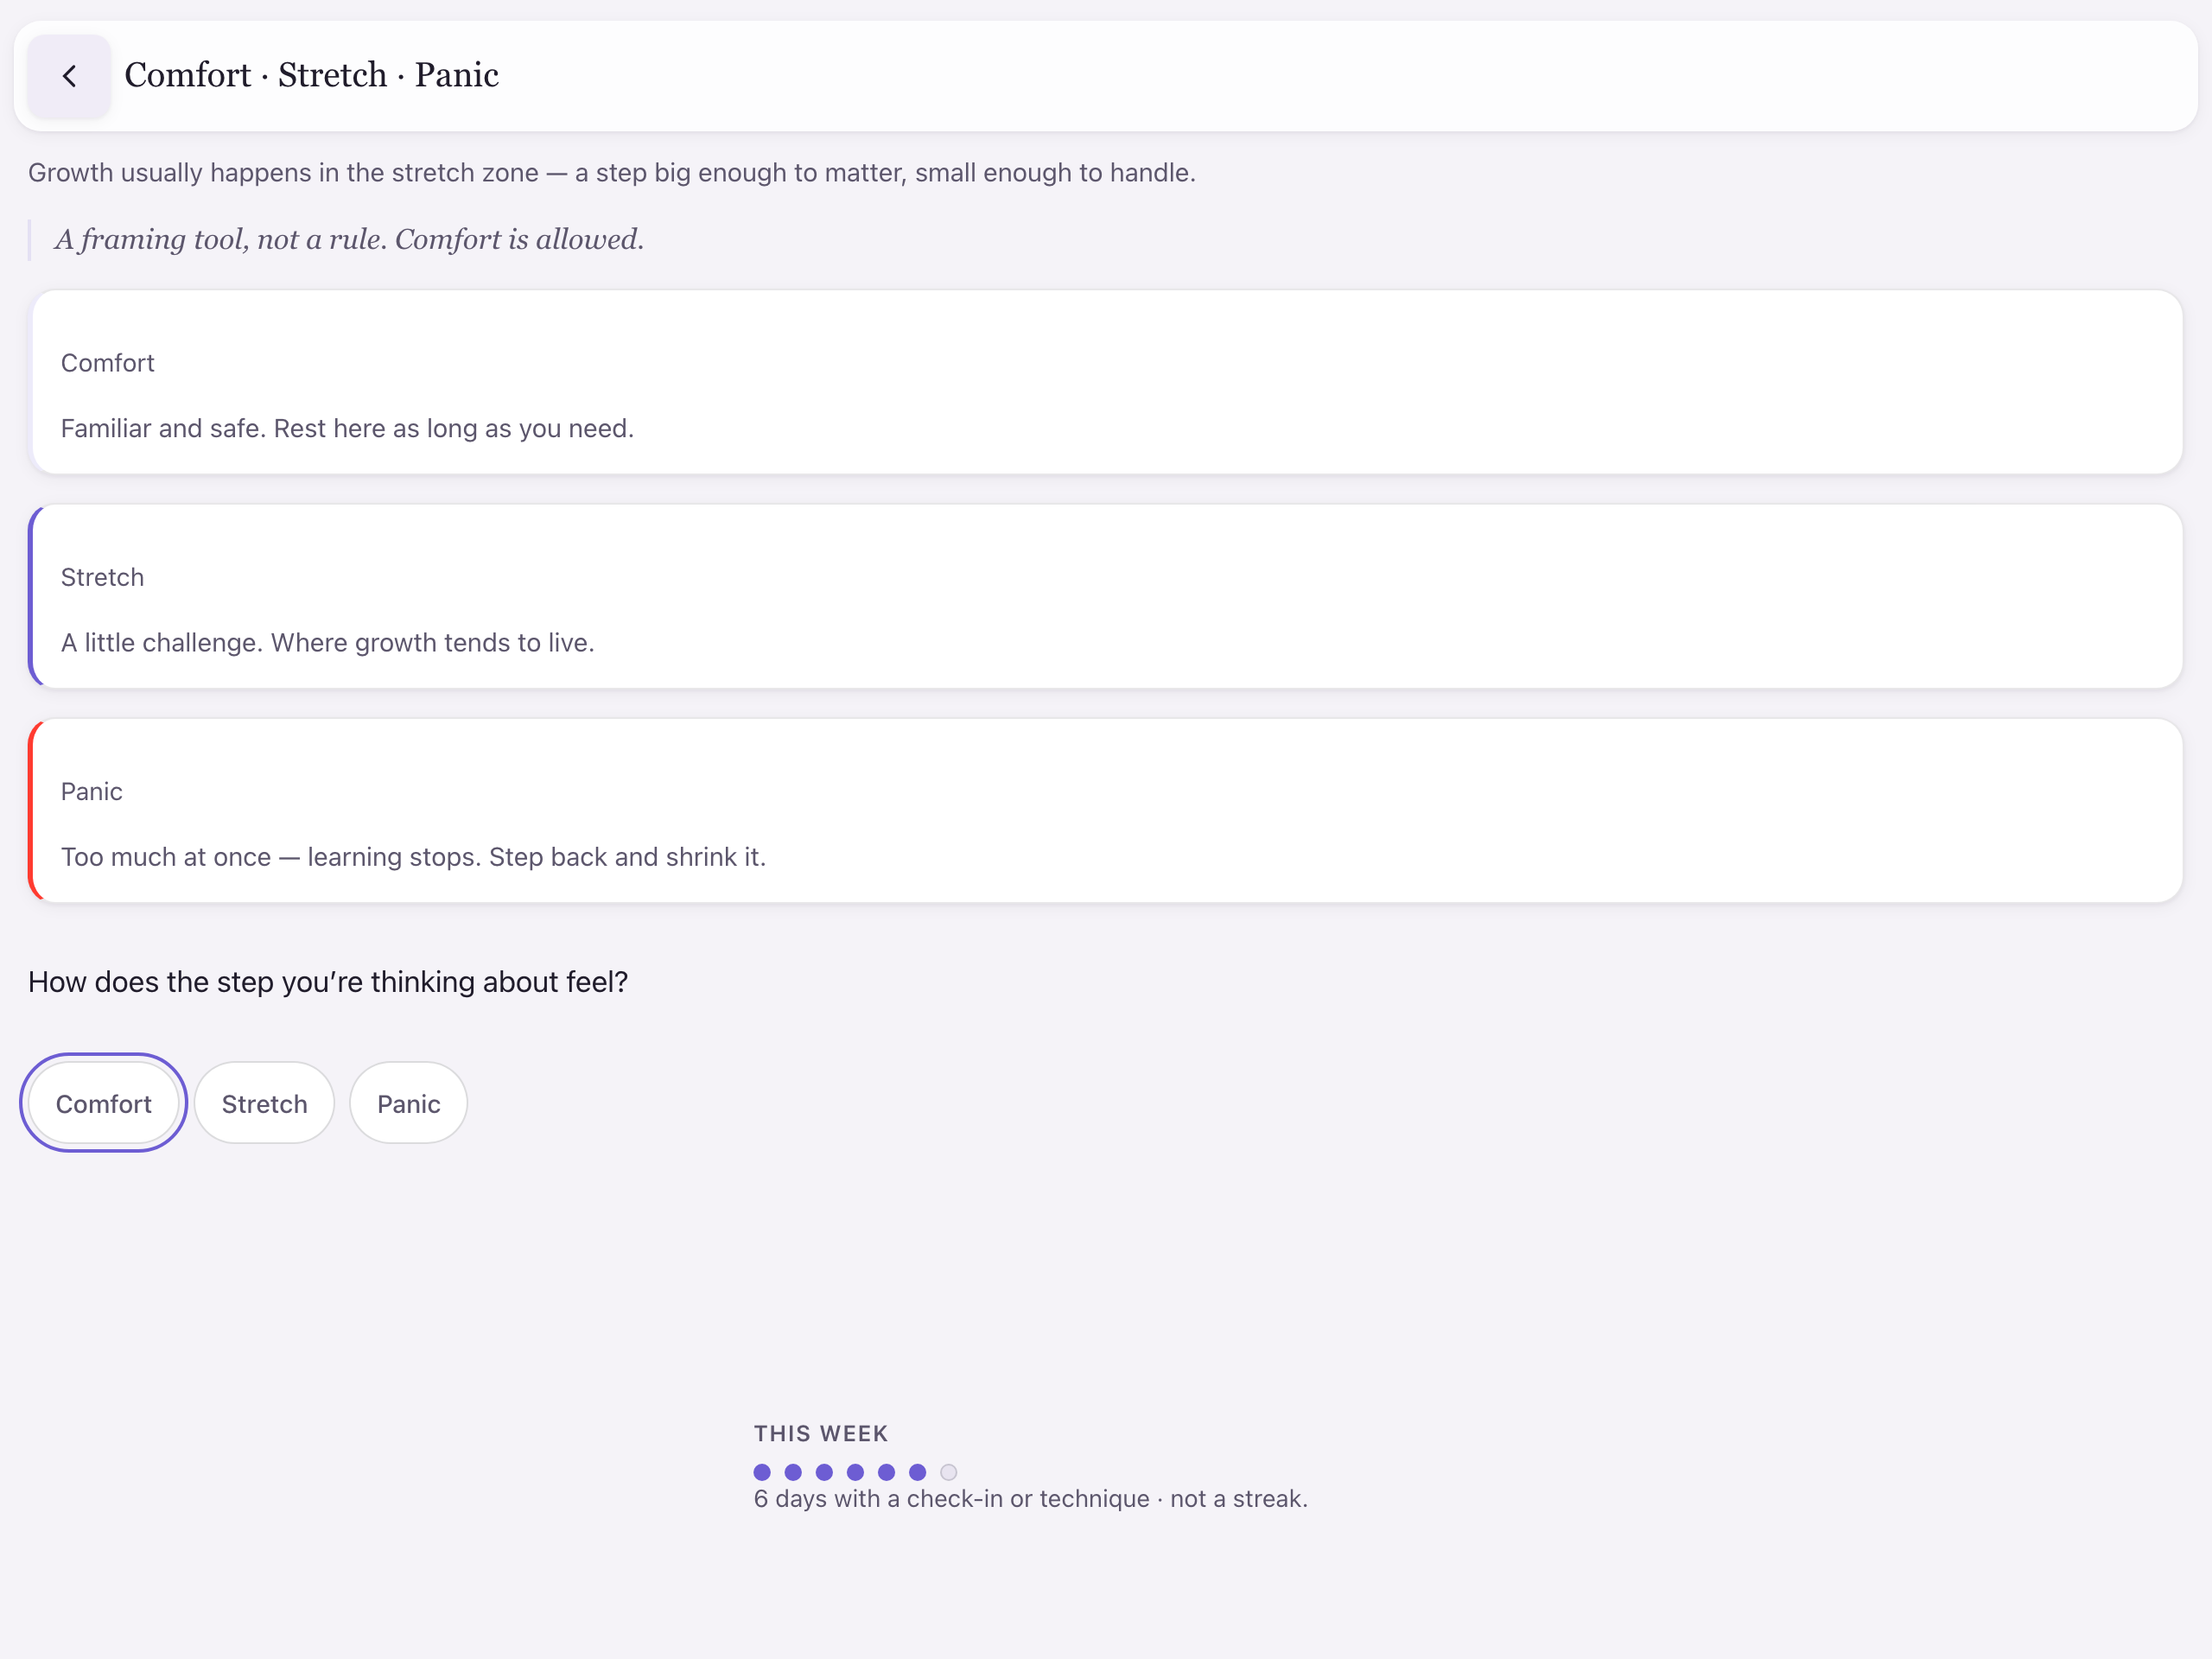 Comfort · Stretch · Panic
Growth usually happens in the stretch zone — a step big enough to matter, small enough to handle.
A framing tool, not a rule. Comfort is allowed.
Comfort
Familiar and safe. Rest here as long as you need.
Stretch
A little challenge. Where growth tends to live.
Panic
Too much at once — learning stops. Step back and shrink it.
How does the step you’re thinking about feel?
Comfort Stretch Panic
THIS WEEK
6 days with a check-in or technique · not a streak.